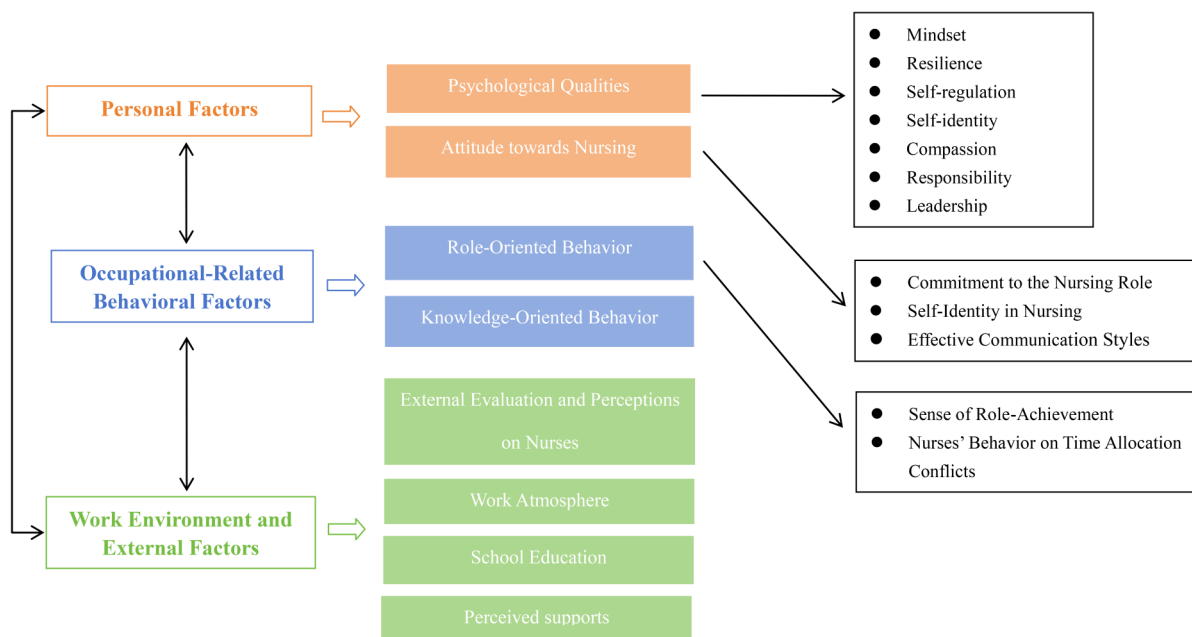 Personal Factors
Occupational-Related
Behavioral Factors
Work Environment and
External Factors
Psychological Qualities
Attitude towards Nursing
Role-Oriented Behavior
Knowledge-Oriented Behavior
External Evaluation and Perceptions
on Nurses
Work Atmosphere
School Education
Perceived supports
● Mindset
● Resilience
● Self-regulation
● Self-identity
● Compassion
● Responsibility
● Leadership
● Commitment to the Nursing Role
● Self-Identity in Nursing
● Effective Communication Styles
● Sense of Role-Achievement
● Nurses’ Behavior on Time Allocation
Conflicts